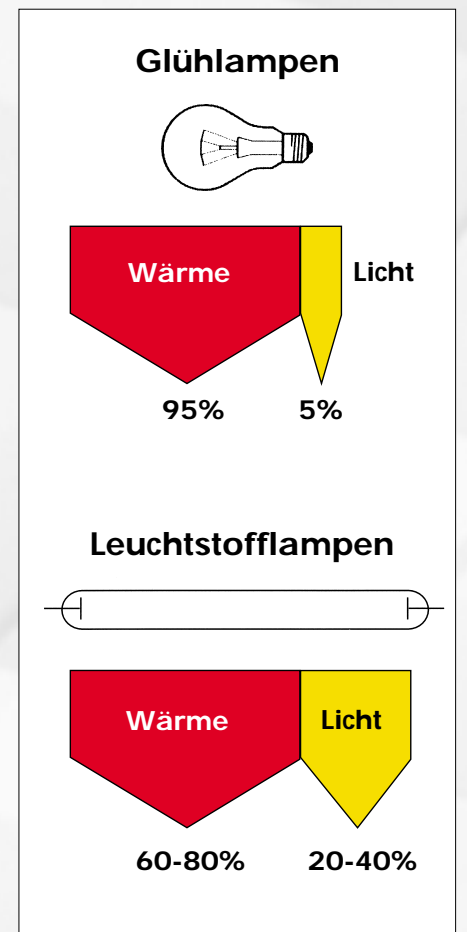 Glühlampen
Wärme Licht
95% 5%
Leuchtstofflampen
Wärme Licht
60-80% 20-40%